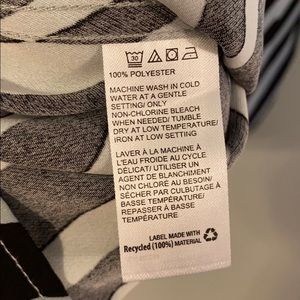 30
100% POLYESTER
MACHINE WASH IN COLD
WATER AT A GENTLE
SETTING/ ONLY
NON-CHLORINE BLEACH
WHEN NEEDED/ TUMBLE
DRY AT LOW TEMPERATURE/
IRON AT LOW SETTING
LAVER À LA MACHINE À
L'EAU FROIDE AU CYCLE
DÉLICAT/ UTILISER UN
AGENT DE BLANCHIMENT
NON CHLORÉ AU BESOIN/
SÉCHER PAR CULBUTAGE À
BASSE TEMPÉRATURE/
REPASSER À BASSE
TEMPÉRATURE
LABEL MADE WITH
Recycled (100%) MATERIAL